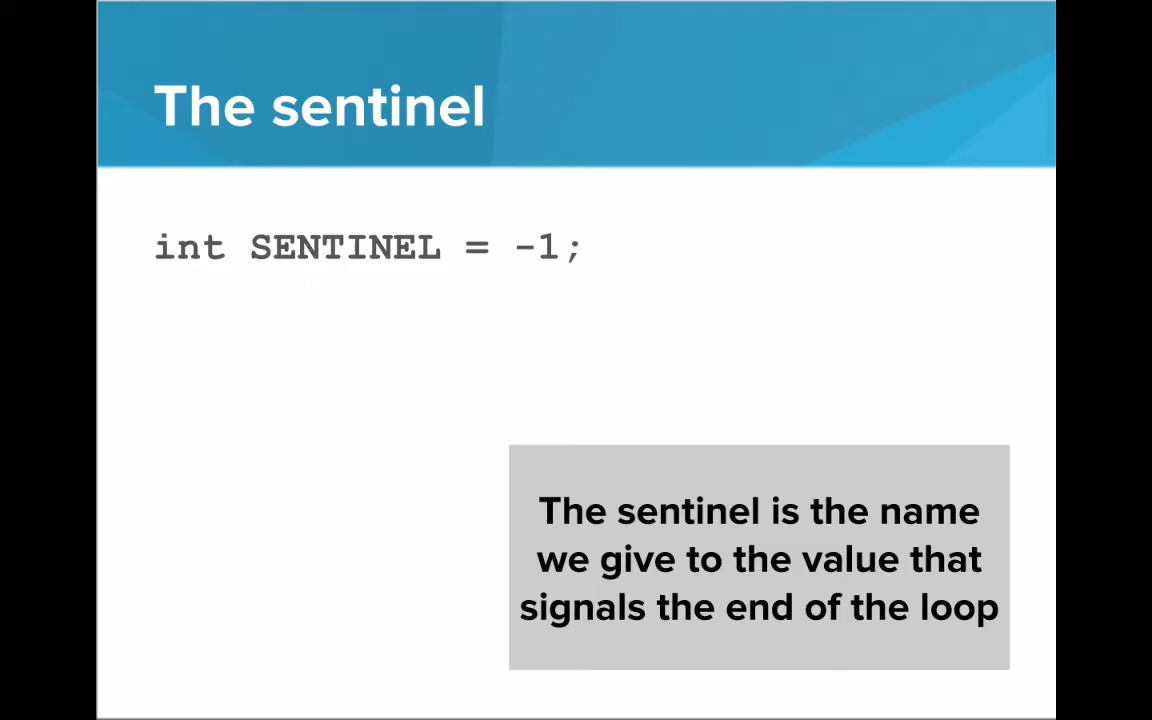 The sentinel
int SENTINEL = -1;
The sentinel is the name
we give to the value that
signals the end of the loop